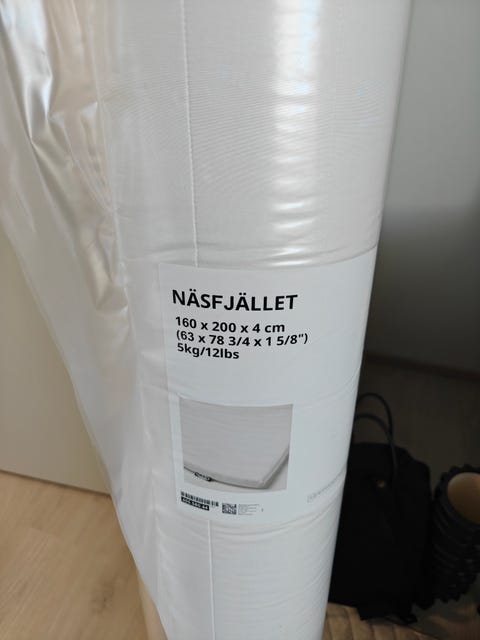 NÄSFJÄLLET
160 x 200 x 4 cm
(63 x 78 3/4 x 1 5/8")
5kg/12lbs